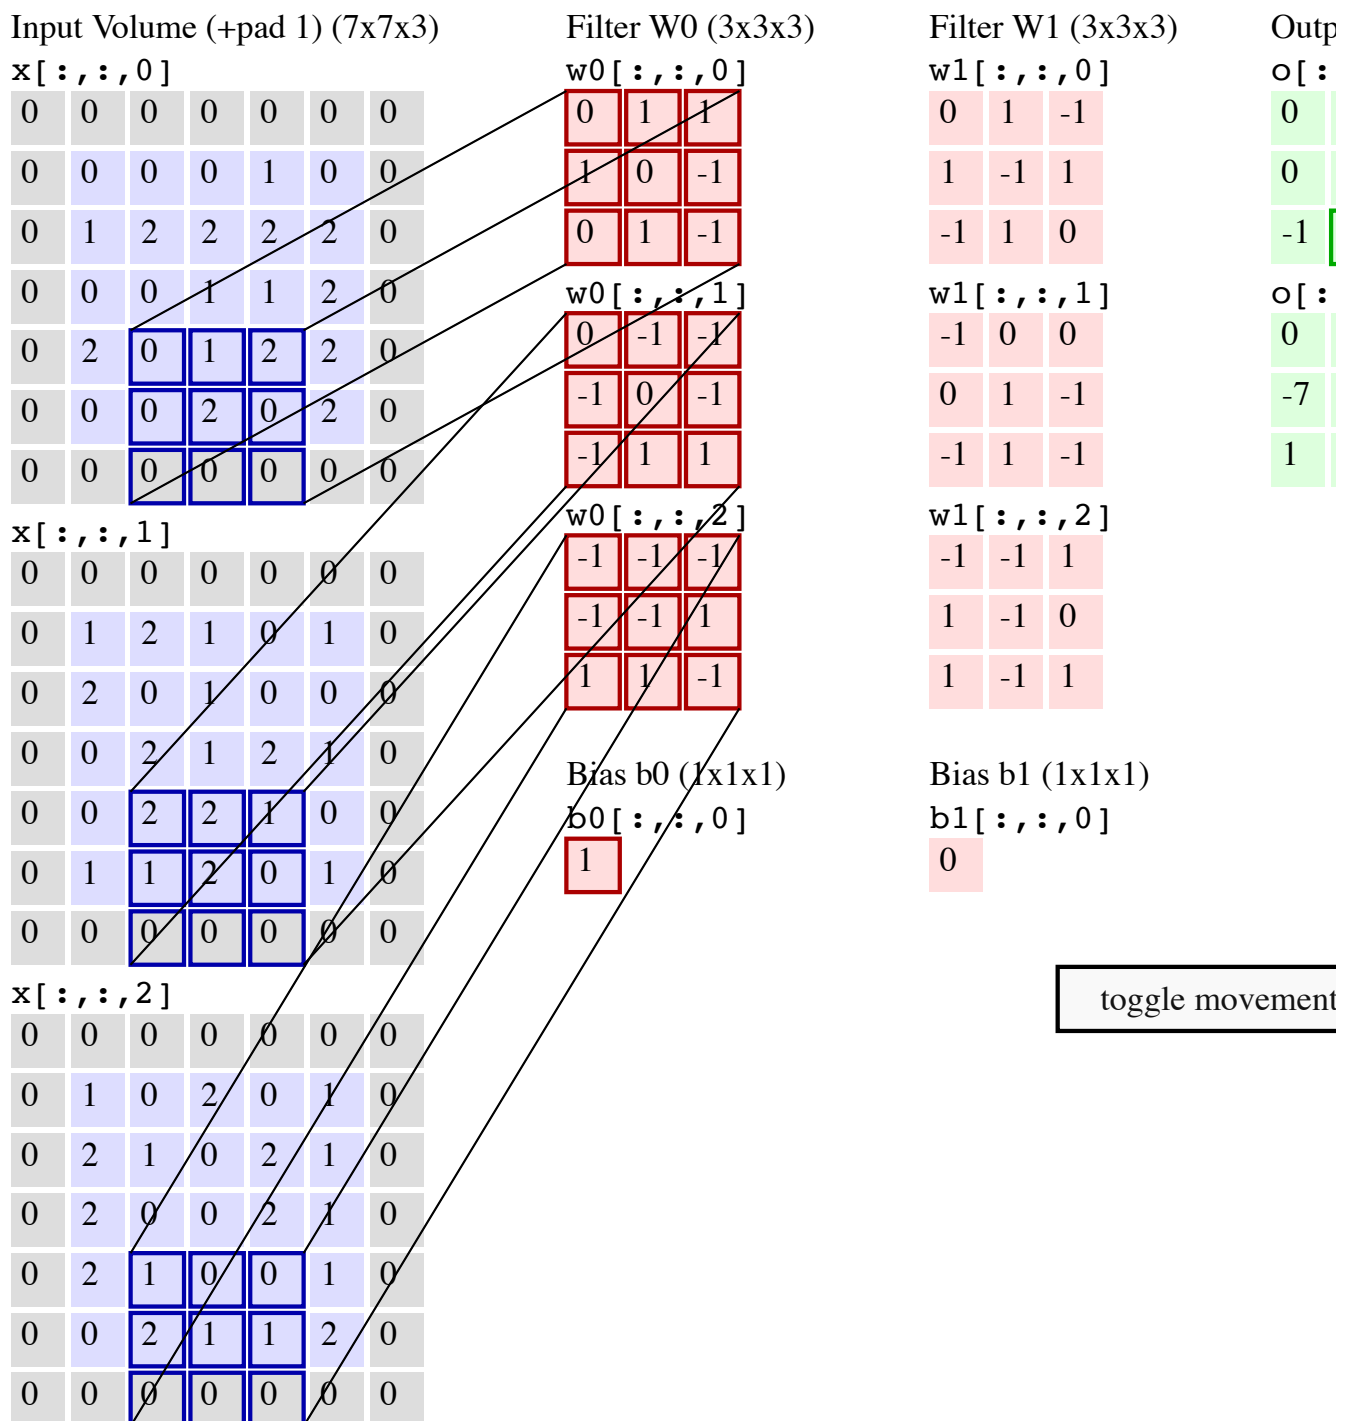 Input Volume (+pad 1) (7x7x3) Filter W0 (3x3x3) Filter W1 (3x3x3) Outp
x[:,:,0] w0[:,:,0] w1[:,:,0] o[:
0 0 0 0 0 0 0 0 1 1 0 1 -1 0
0 0 0 0 1 0 0 1 0 -1 1 -1 1 0
0 1 2 2 2 2 0 0 1 -1 -1 1 0 -1
0 0 0 1 1 2 0 w0[:,:,1] w1[:,:,1] o[:
0 2 0 1 2 2 0 0 -1 -1 -1 0 0 0
0 0 0 2 0 2 0 -1 0 -1 0 1 -1 -7
0 0 0 0 0 0 0 -1 1 1 -1 1 -1 1
x[:,:,1] w0[:,:,2] w1[:,:,2]
0 0 0 0 0 0 0 -1 -1 -1 -1 -1 1
0 1 2 1 0 1 0 -1 -1 1 1 -1 0
0 2 0 1 0 0 0 1 1 -1 1 -1 1
0 0 2 1 2 1 0 Bias b0 (1x1x1) Bias b1 (1x1x1)
0 0 2 2 1 0 0 b0[:,:,0] b1[:,:,0]
0 1 1 2 0 1 0 1 0
0 0 0 0 0 0 0
x[:,:,2] toggle movement
0 0 0 0 0 0 0
0 1 0 2 0 1 0
0 2 1 0 2 1 0
0 2 0 0 2 1 0
0 2 1 0 0 1 0
0 0 2 1 1 2 0
0 0 0 0 0 0 0